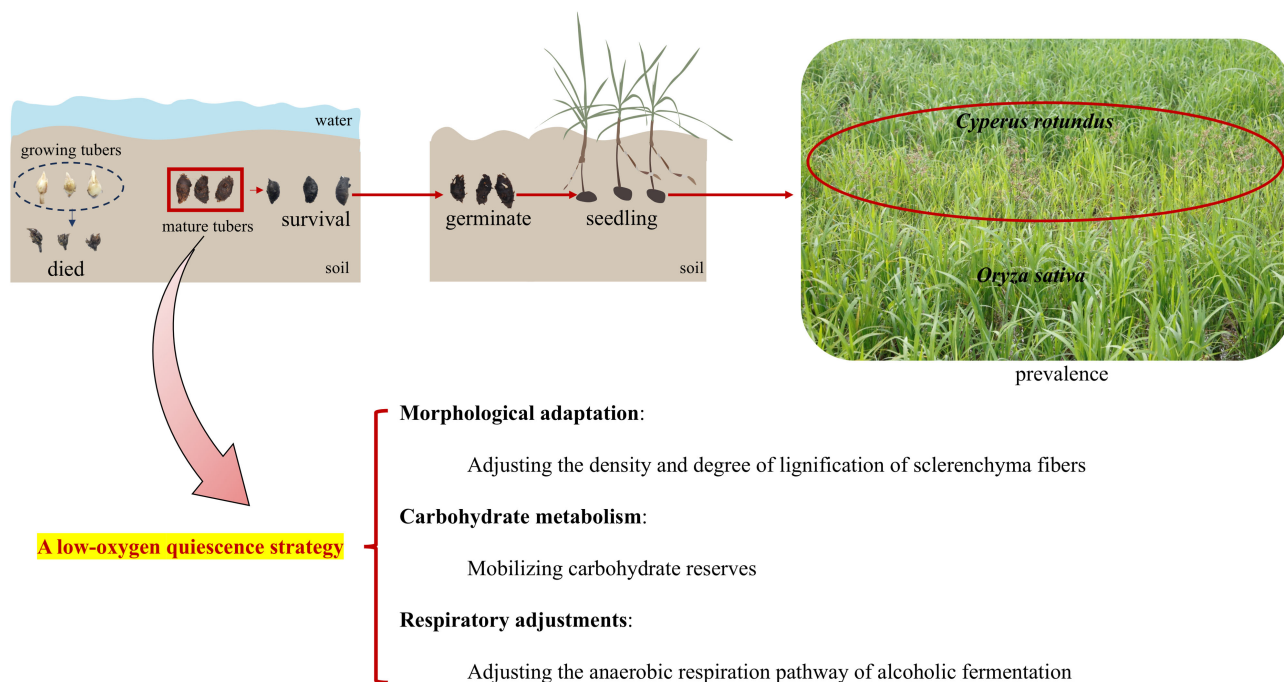 water
growing tubers
mature tubers
survival
died
soil
germinate
seedling
soil
Cyperus rotundus
Oryza sativa
prevalence
A low-oxygen quiescence strategy
Morphological adaptation:
Adjusting the density and degree of lignification of sclerenchyma fibers
Carbohydrate metabolism:
Mobilizing carbohydrate reserves
Respiratory adjustments:
Adjusting the anaerobic respiration pathway of alcoholic fermentation